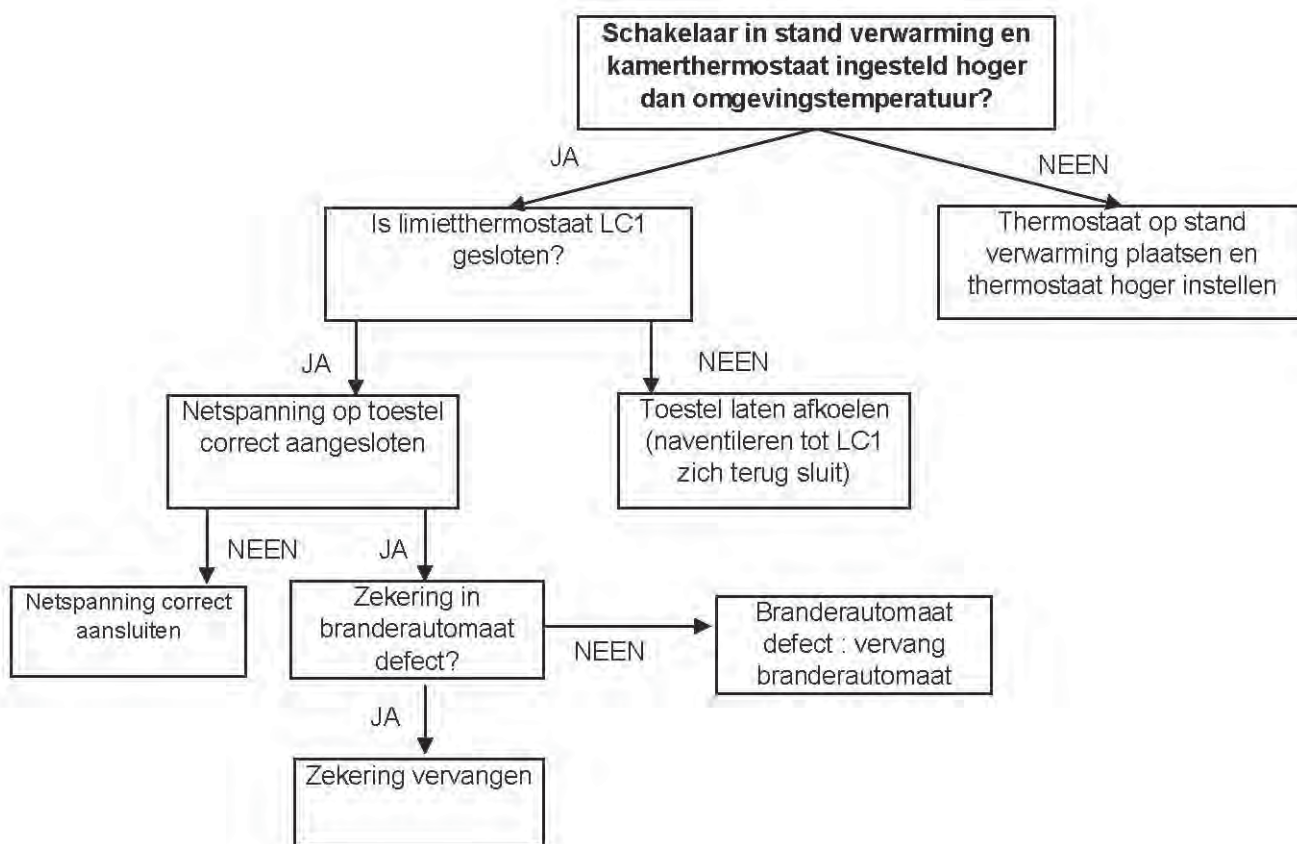 Schakelaar in stand verwarming en
kamerthermostaat ingesteld hoger
dan omgevingstemperatuur?
JA
NEEN
Is limietthermostaat LC1
gesloten?
Thermostaat op stand
verwarming plaatsen en
thermostaat hoger instellen
JA
NEEN
Netspanning op toestel
correct aangesloten
Toestel laten afkoelen
(naventileren tot LC1
zich terug sluit)
NEEN
JA
Netspanning correct
aansluiten
Zekering in
branderautomaat
defect?
NEEN
Branderautomaat
defect : vervang
branderautomaat
JA
Zekering vervangen